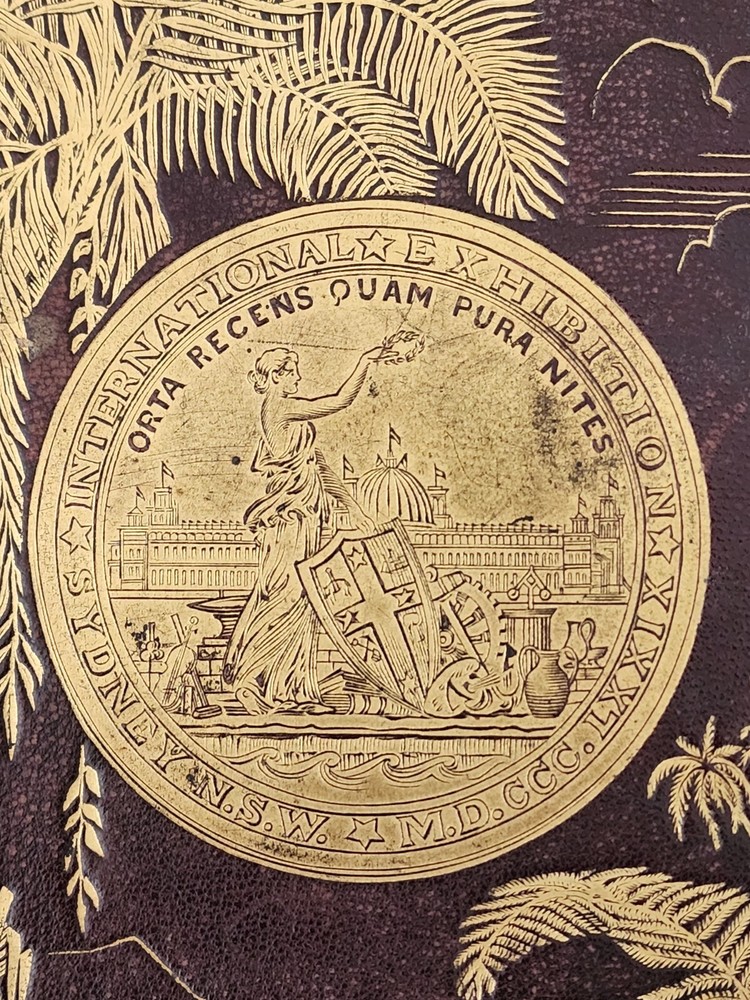 INTERNATIONAL ☆ EXHIBITION ☆ SYDNEY N.S.W. ☆ M.D.CCC.LXXIX ☆
ORTA RECENS QUAM PURA NITES